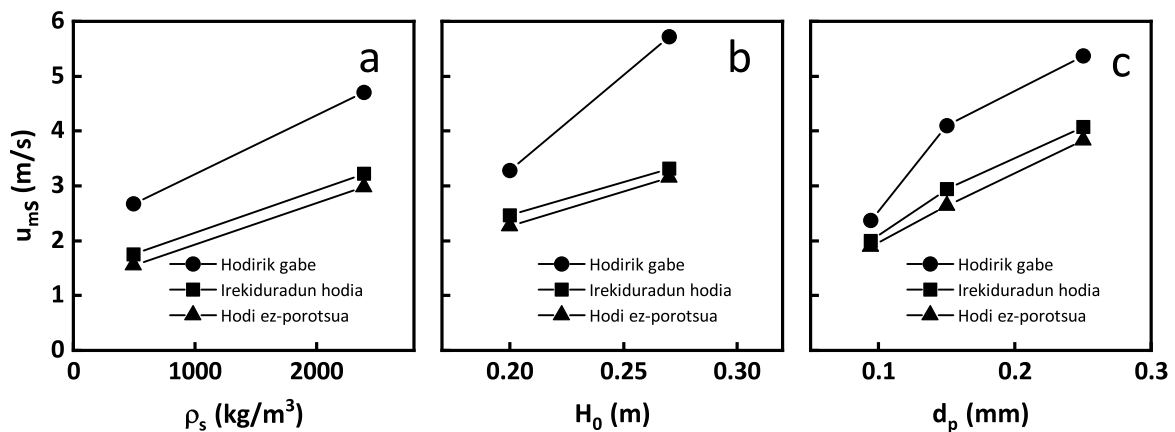 6
5
4
3
2
1
0
u_ms (m/s)
a
Hodirik gabe
Irekiduradun hodia
Hodi ez-porotsua
0 1000 2000
ρ_s (kg/m³)
b
Hodirik gabe
Irekiduradun hodia
Hodi ez-porotsua
0.20 0.25 0.30
H_0 (m)
c
Hodirik gabe
Irekiduradun hodia
Hodi ez-porotsua
0.1 0.2 0.3
d_p (mm)